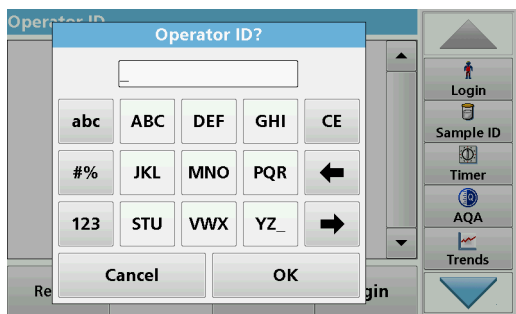 Operator ID
Operator ID?
_
abc ABC DEF GHI CE
#% JKL MNO PQR
123 STU VWX YZ_
Cancel OK
Login
Sample ID
Timer
AQA
Trends